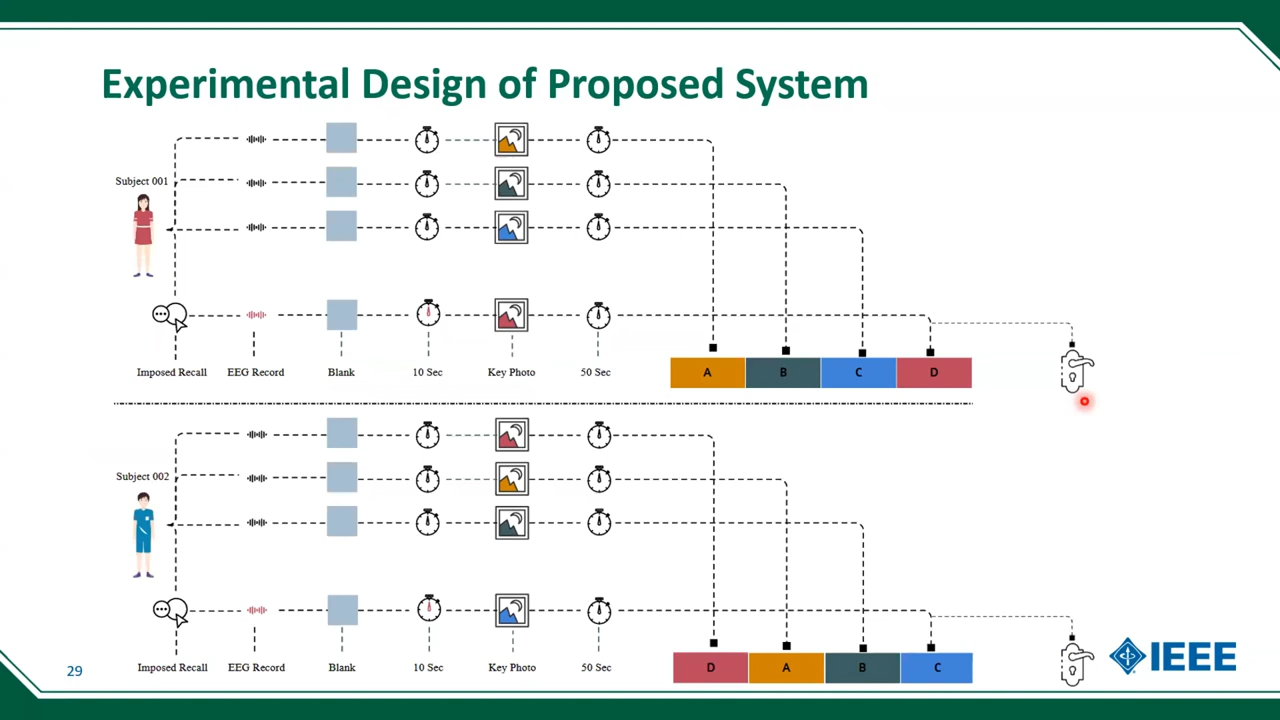 Experimental Design of Proposed System
Subject 001
Imposed Recall EEG Record Blank 10 Sec Key Photo 50 Sec
A B C D
Subject 002
Imposed Recall EEG Record Blank 10 Sec Key Photo 50 Sec
D A B C
29
IEEE